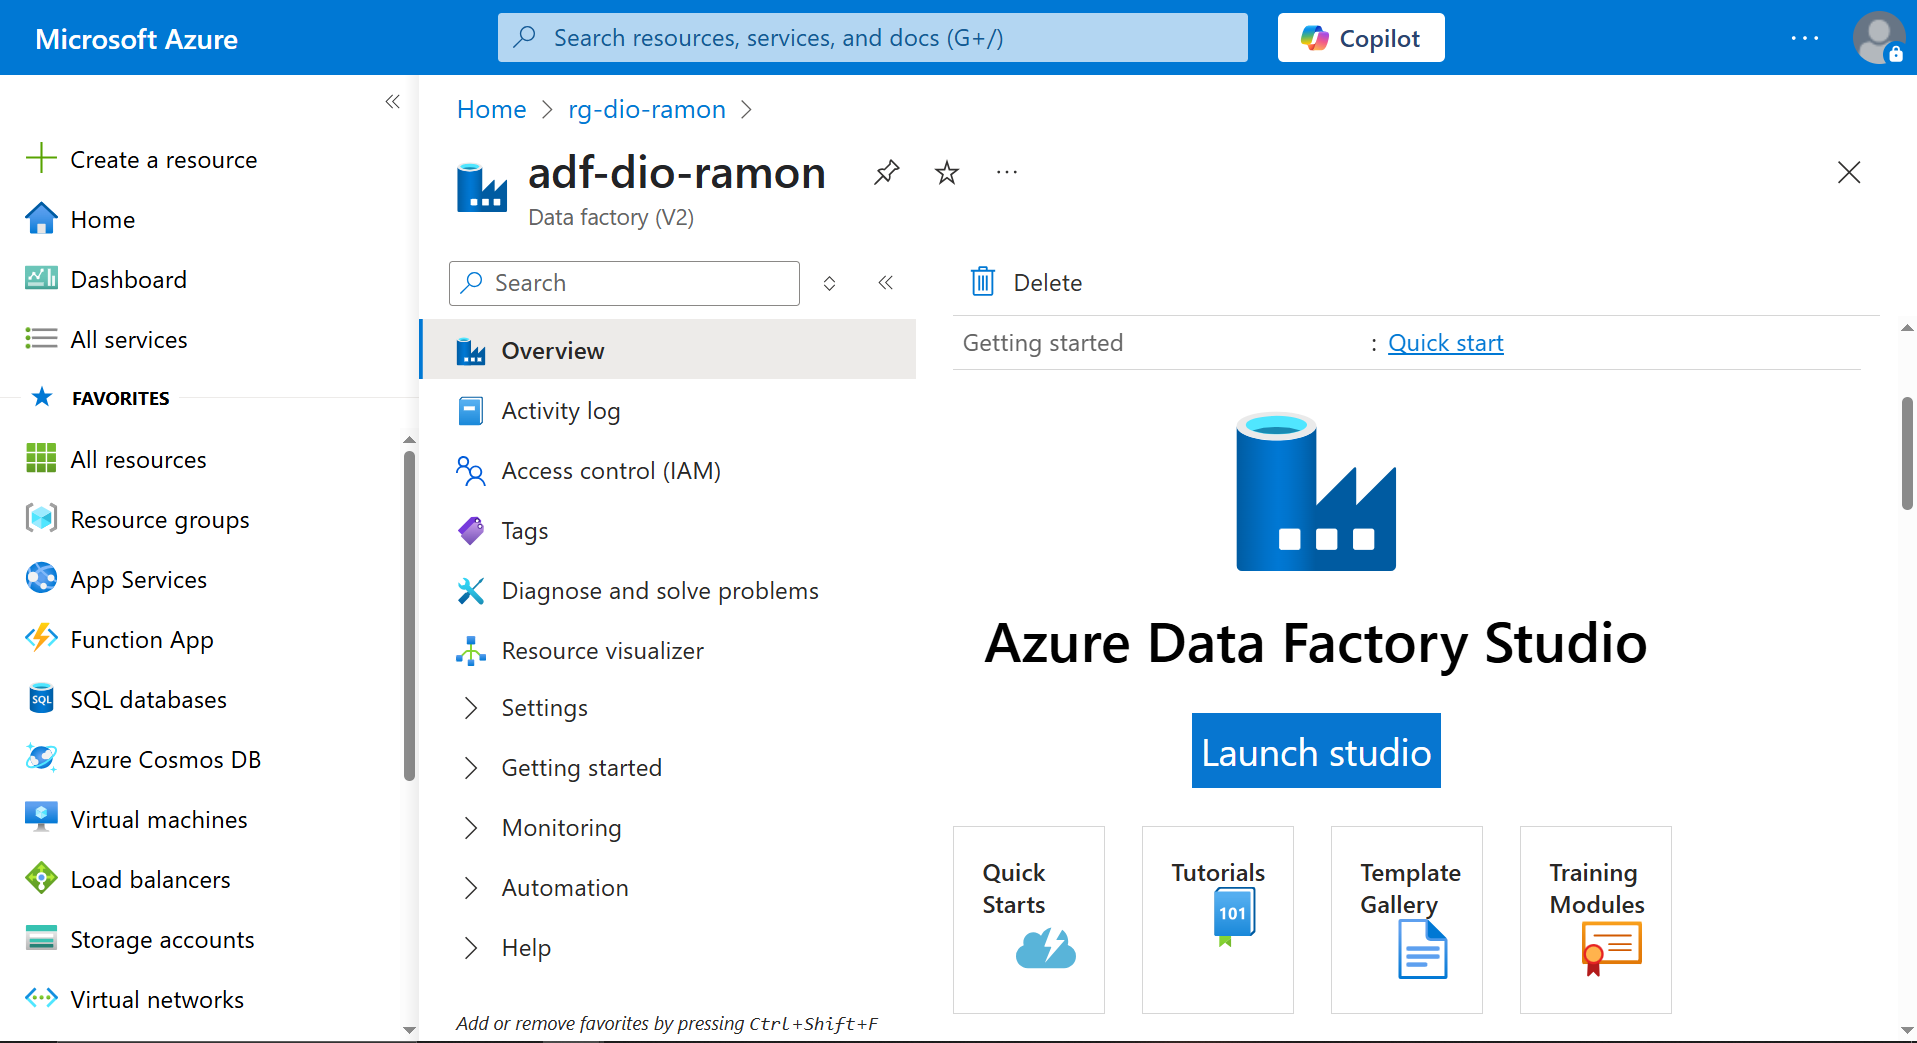 Microsoft Azure
Search resources, services, and docs (G+/)
Copilot
Create a resource
Home
Dashboard
All services
FAVORITES
All resources
Resource groups
App Services
Function App
SQL
SQL databases
Azure Cosmos DB
Virtual machines
Load balancers
Storage accounts
Virtual networks
Home
rg-dio-ramon
adf-dio-ramon
Data factory (V2)
Search
Overview
Activity log
Access control (IAM)
Tags
Diagnose and solve problems
Resource visualizer
Settings
Getting started
Monitoring
Automation
Help
Add or remove favorites by pressing Ctrl+Shift+F
Delete
Getting started : Quick start
Azure Data Factory Studio
Launch studio
Quick
Starts
Tutorials
101
Template
Gallery
Training
Modules